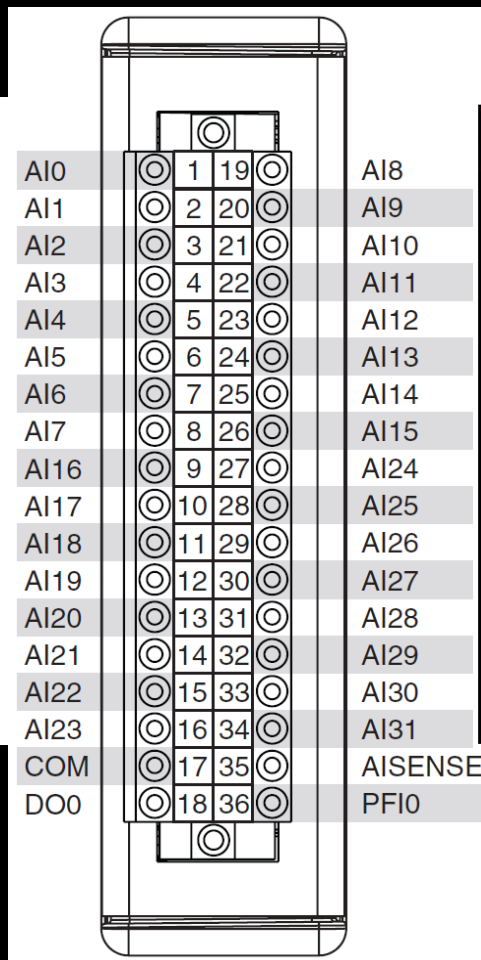 AI0 1 19 AI8
AI1 2 20 AI9
AI2 3 21 AI10
AI3 4 22 AI11
AI4 5 23 AI12
AI5 6 24 AI13
AI6 7 25 AI14
AI7 8 26 AI15
AI16 9 27 AI24
AI17 10 28 AI25
AI18 11 29 AI26
AI19 12 30 AI27
AI20 13 31 AI28
AI21 14 32 AI29
AI22 15 33 AI30
AI23 16 34 AI31
COM 17 35 AISENSE
DO0 18 36 PFI0